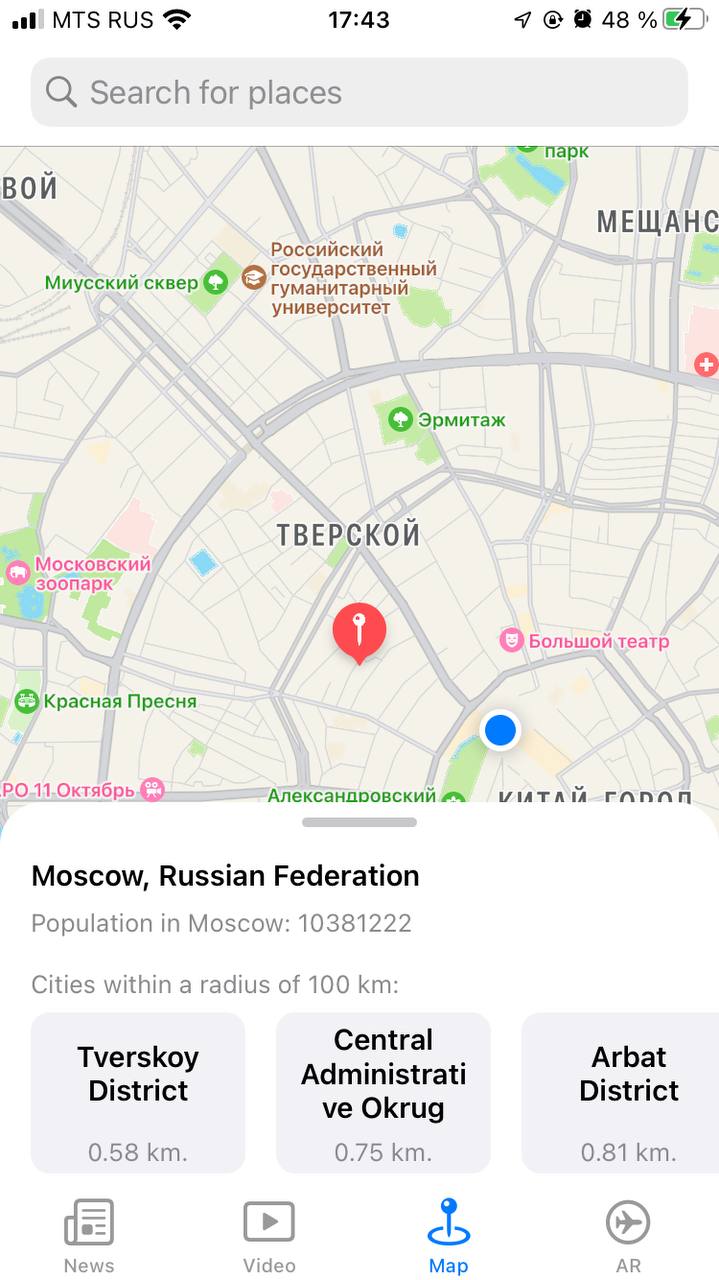 MTS RUS
17:43
48 %
Search for places
парк
ВОЙ
МЕЩАНС
Российский
государственный
гуманитарный
университет
Миусский сквер
Эрмитаж
ТВЕРСКОЙ
Московский
зоопарк
Большой театр
Красная Пресня
РО 11 Октябрь
Александровский
КИТАЙ-ГОРОД
Moscow, Russian Federation
Population in Moscow: 10381222
Cities within a radius of 100 km:
Tverskoy
District
0.58 km.
Central
Administrati
ve Okrug
0.75 km.
Arbat
District
0.81 km.
News
Video
Map
AR